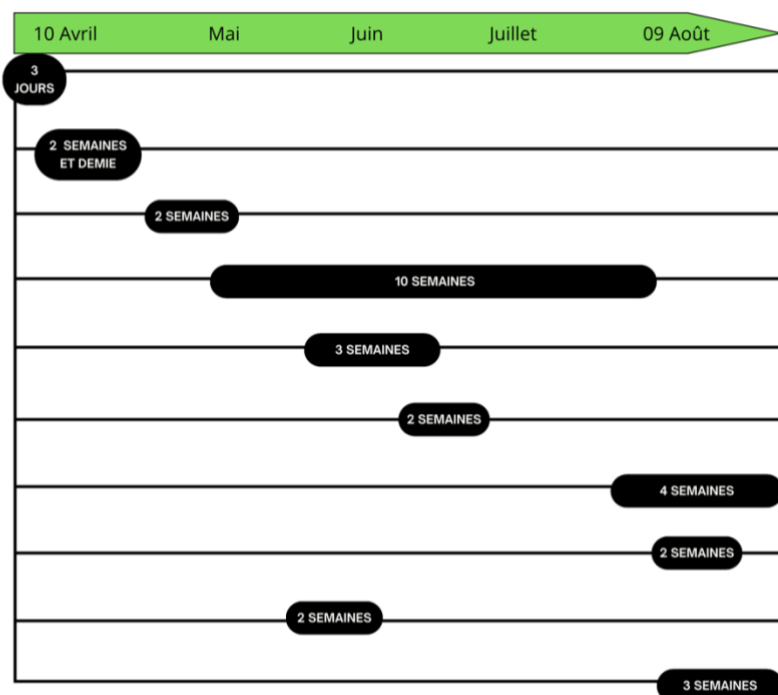 10 Avril Mai Juin Juillet 09 Août
3
JOURS
2 SEMAINES
ET DEMIE
2 SEMAINES
10 SEMAINES
3 SEMAINES
2 SEMAINES
4 SEMAINES
2 SEMAINES
2 SEMAINES
3 SEMAINES